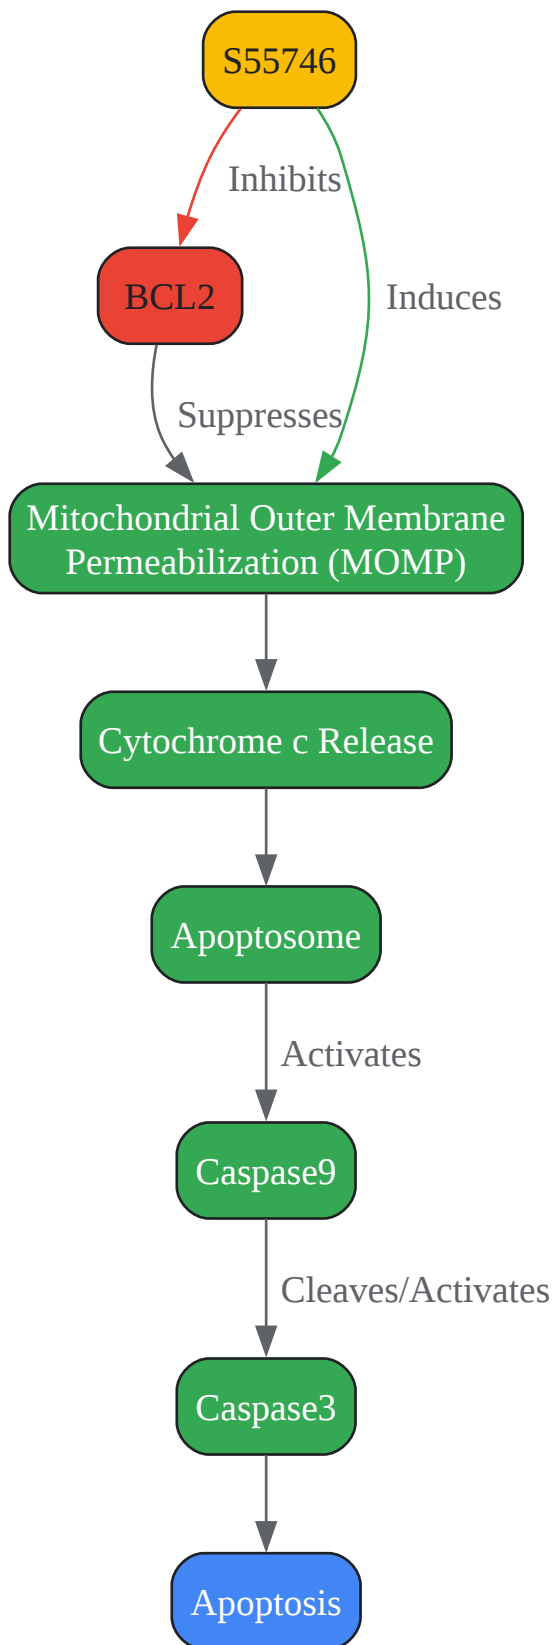 S55746
Inhibits
BCL2
Induces
Suppresses
Mitochondrial Outer Membrane
Permeabilization (MOMP)
Cytochrome c Release
Apoptosome
Activates
Caspase9
Cleaves/Activates
Caspase3
Apoptosis